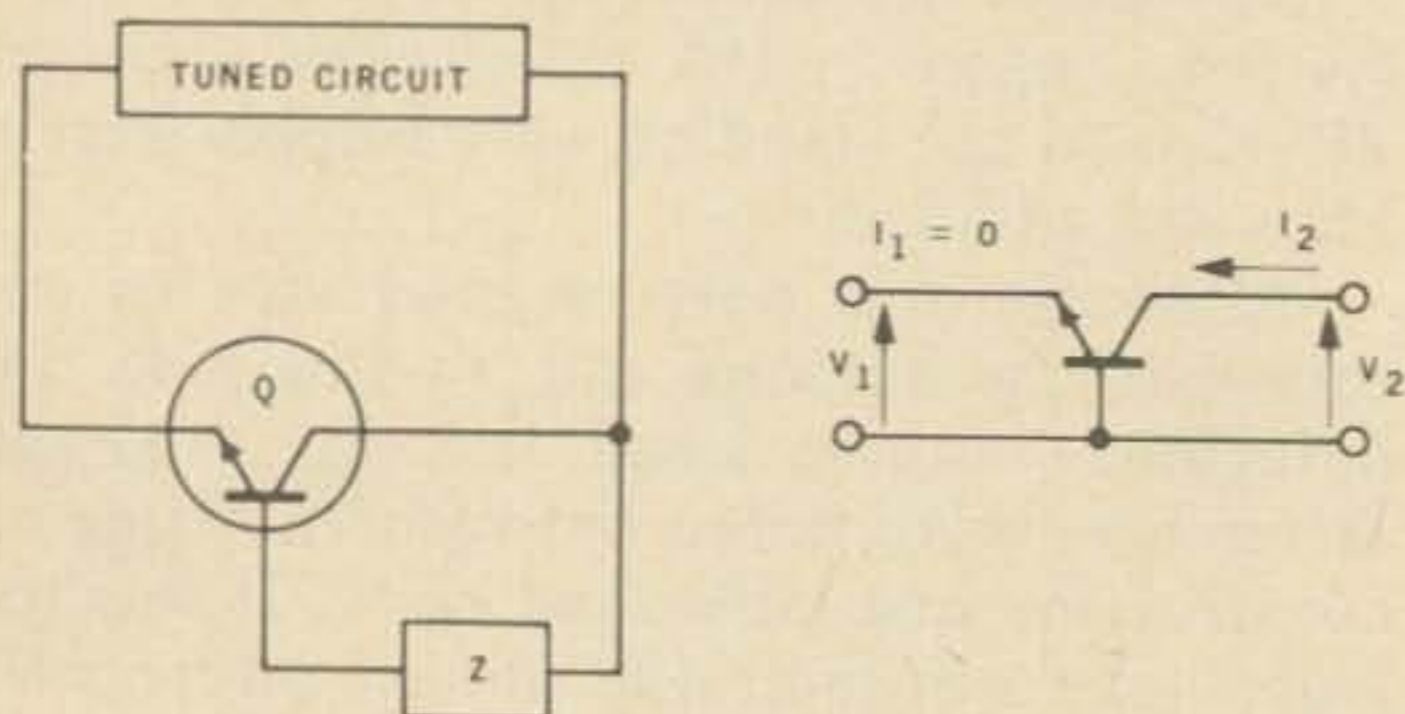 TUNED CIRCUIT
Q
Z
I₁ = 0
I₂
V₁
V₂